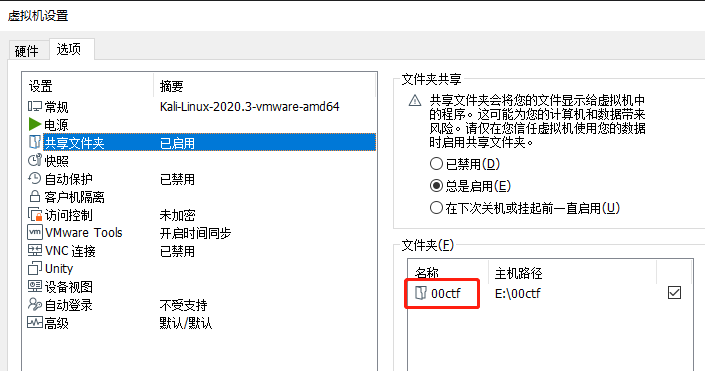 虚拟机设置
硬件 选项
设置 摘要
常规 Kali-Linux-2020.3-vmware-amd64
电源
共享文件夹 已启用
快照
自动保护 已禁用
客户机隔离
访问控制 未加密
VMware Tools 开启时间同步
VNC 连接 已禁用
Unity
设备视图
自动登录 不受支持
高级 默认/默认
文件夹共享
共享文件夹会将您的文件显示给虚拟机中
的程序。这可能为您的计算机和数据带来
风险。请仅在您信任虚拟机使用您的数据
时启用共享文件夹。
已禁用(D)
总是启用(E)
在下次关机或挂起前一直启用(U)
文件夹(F)
名称 主机路径
00ctf E:\00ctf